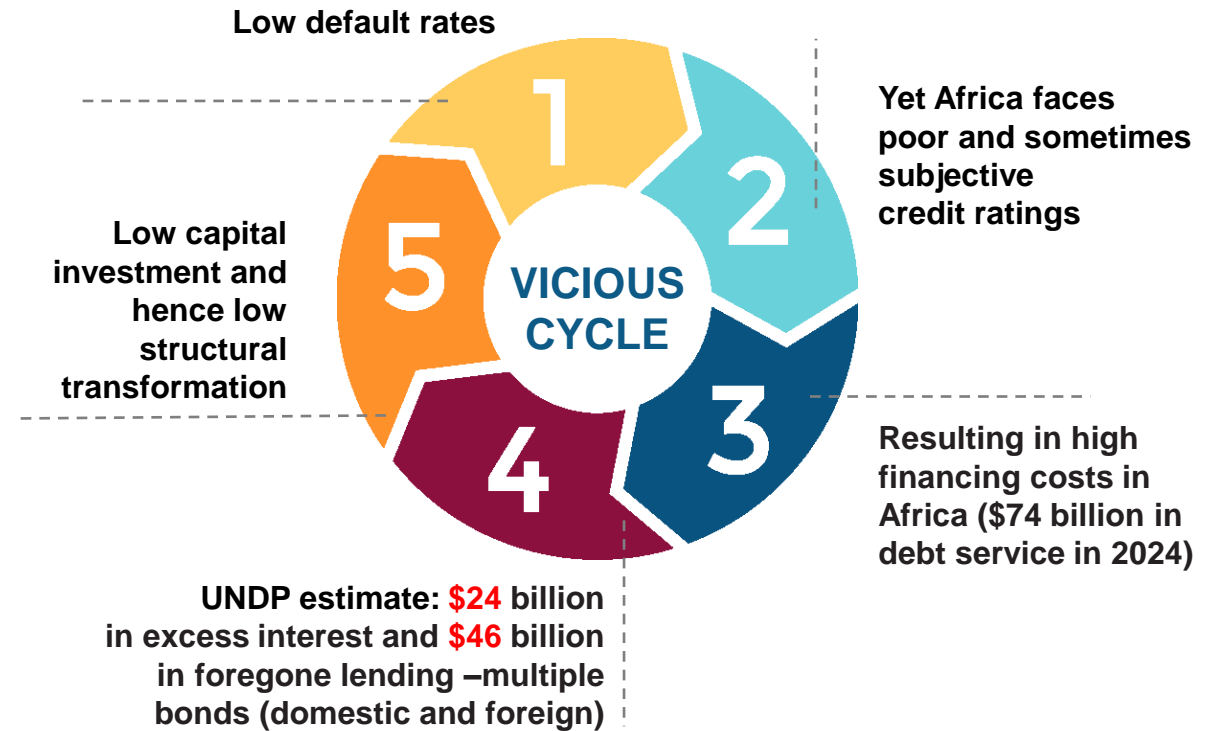 Low default rates
1
2
Yet Africa faces
poor and sometimes
subjective
credit ratings
3
Resulting in high
financing costs in
Africa ($74 billion in
debt service in 2024)
4
UNDP estimate: $24 billion
in excess interest and $46 billion
in foregone lending –multiple
bonds (domestic and foreign)
5
Low capital
investment and
hence low
structural
transformation
VICIOUS
CYCLE